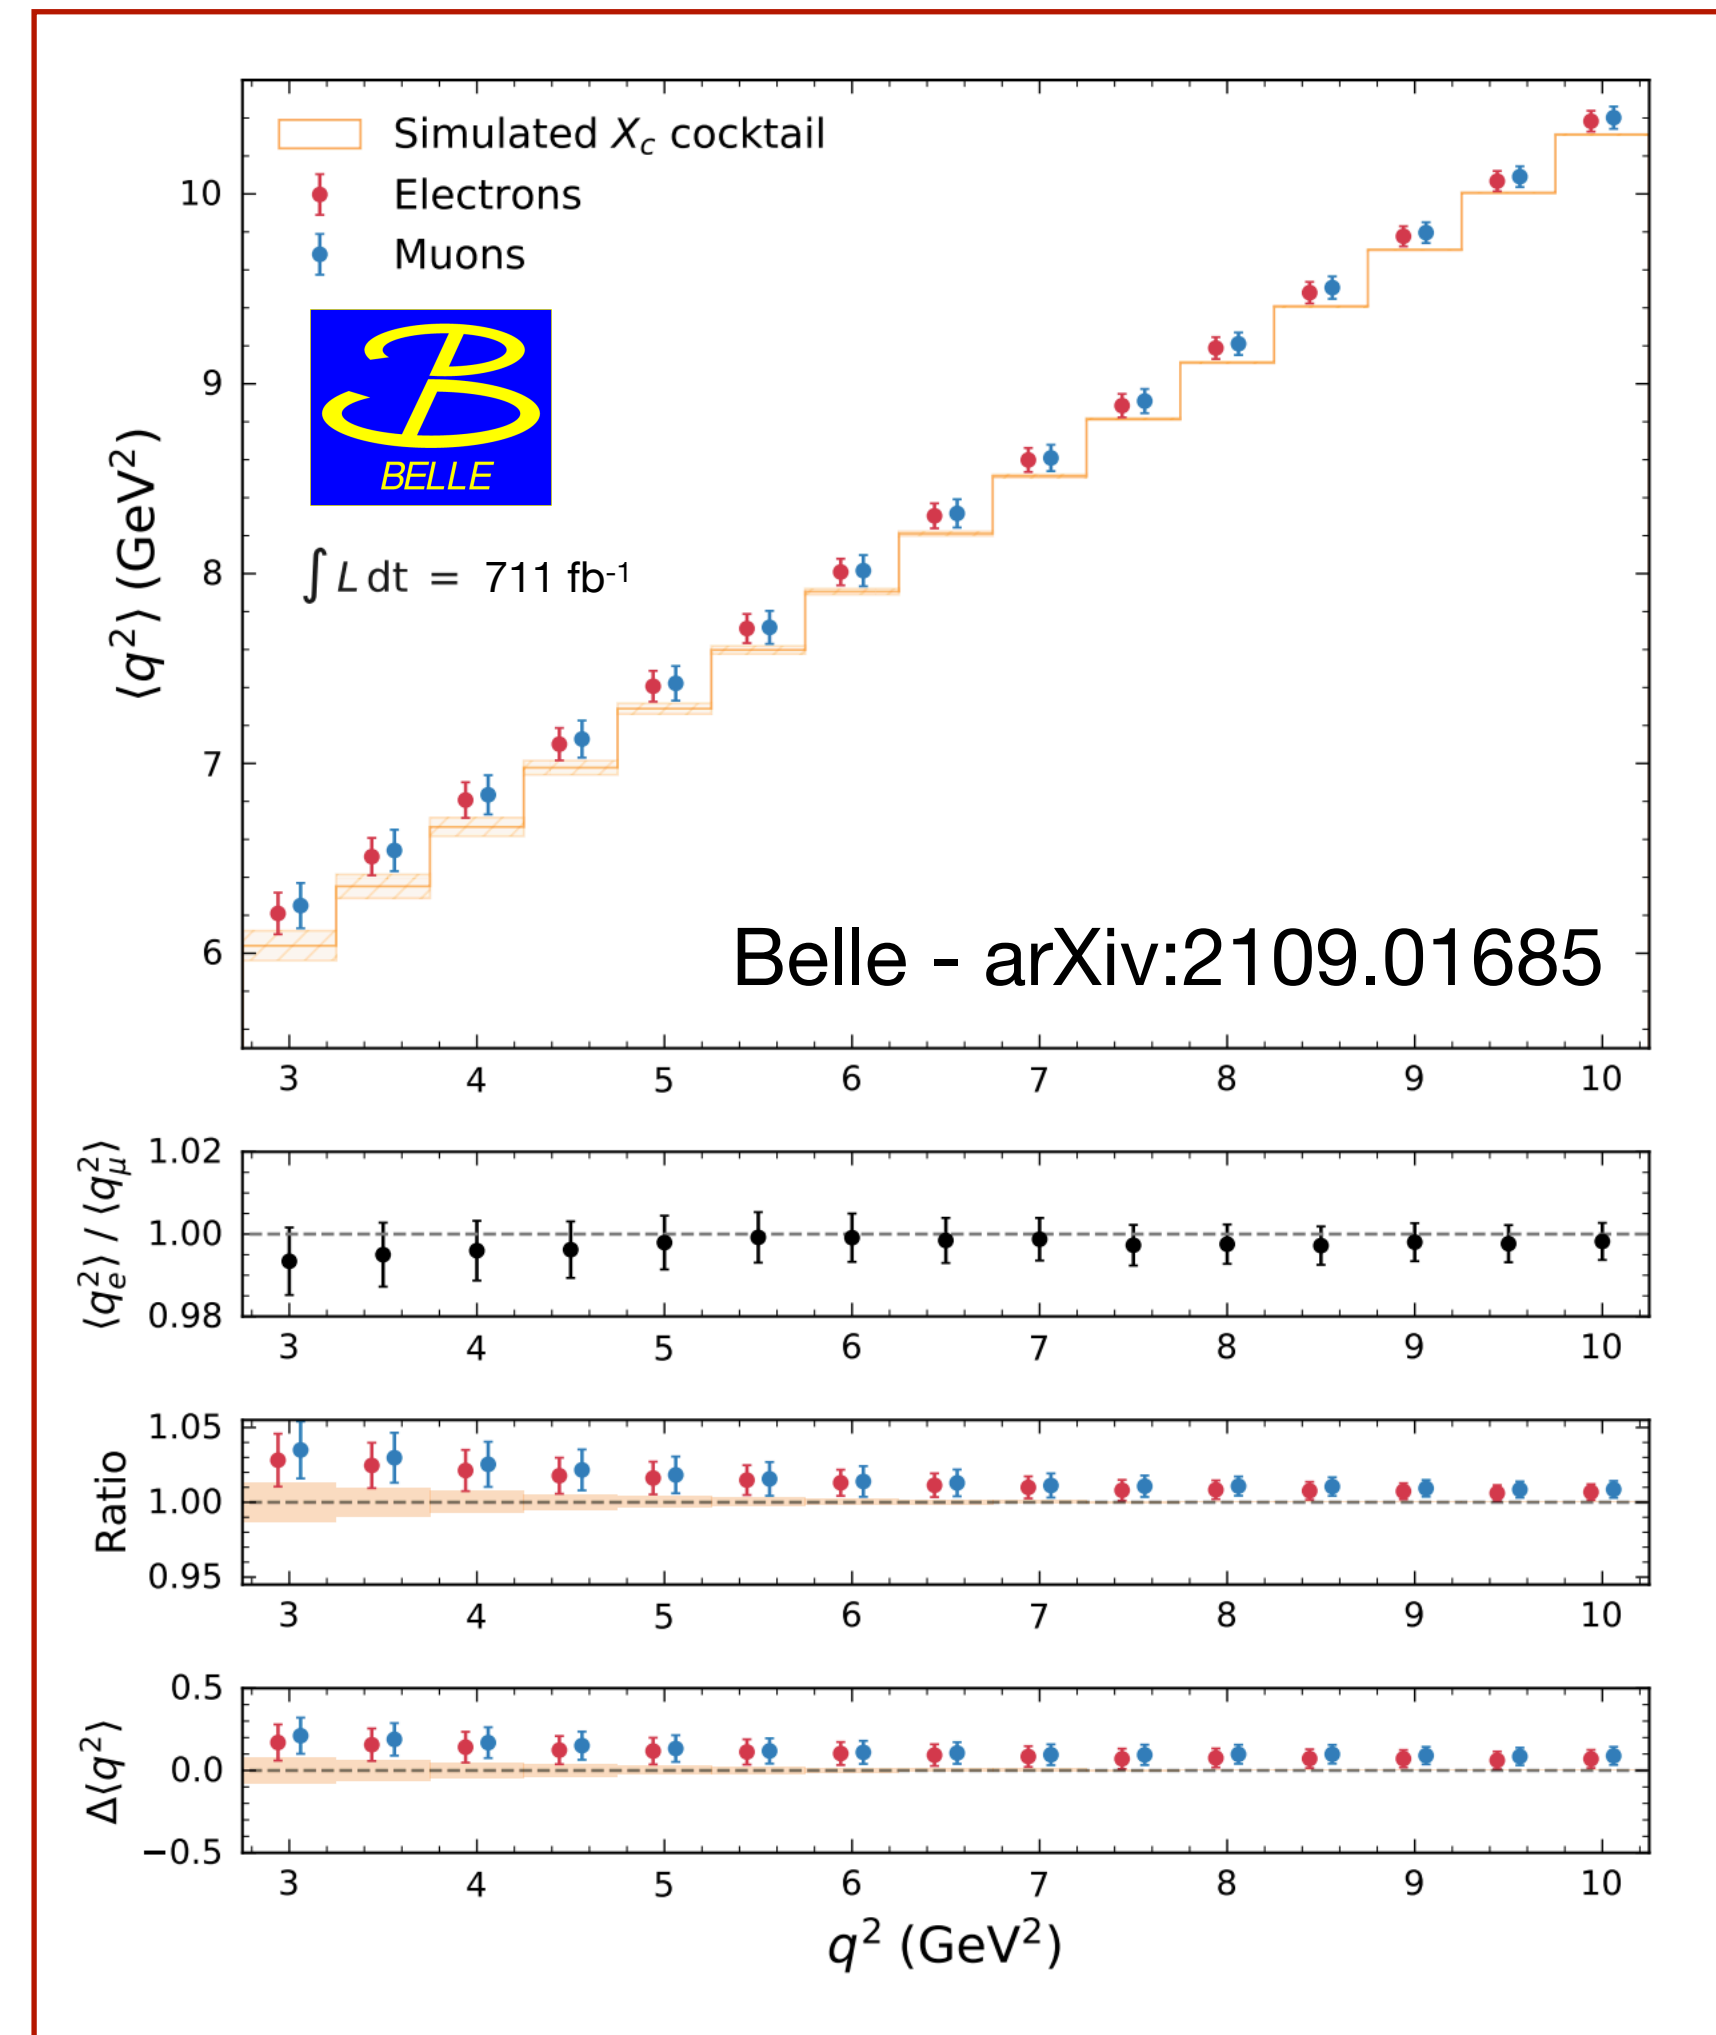 Simulated Xc cocktail
Electrons
Muons
BELLE
∫ L dt = 711 fb-1
Belle - arXiv:2109.01685
⟨q²⟩ (GeV²)
10
9
8
7
6
3 4 5 6 7 8 9 10
⟨q²e⟩ / ⟨q²μ⟩
1.02
1.00
0.98
3 4 5 6 7 8 9 10
Ratio
1.05
1.00
0.95
3 4 5 6 7 8 9 10
Δ⟨q²⟩
0.5
0.0
−0.5
3 4 5 6 7 8 9 10
q² (GeV²)